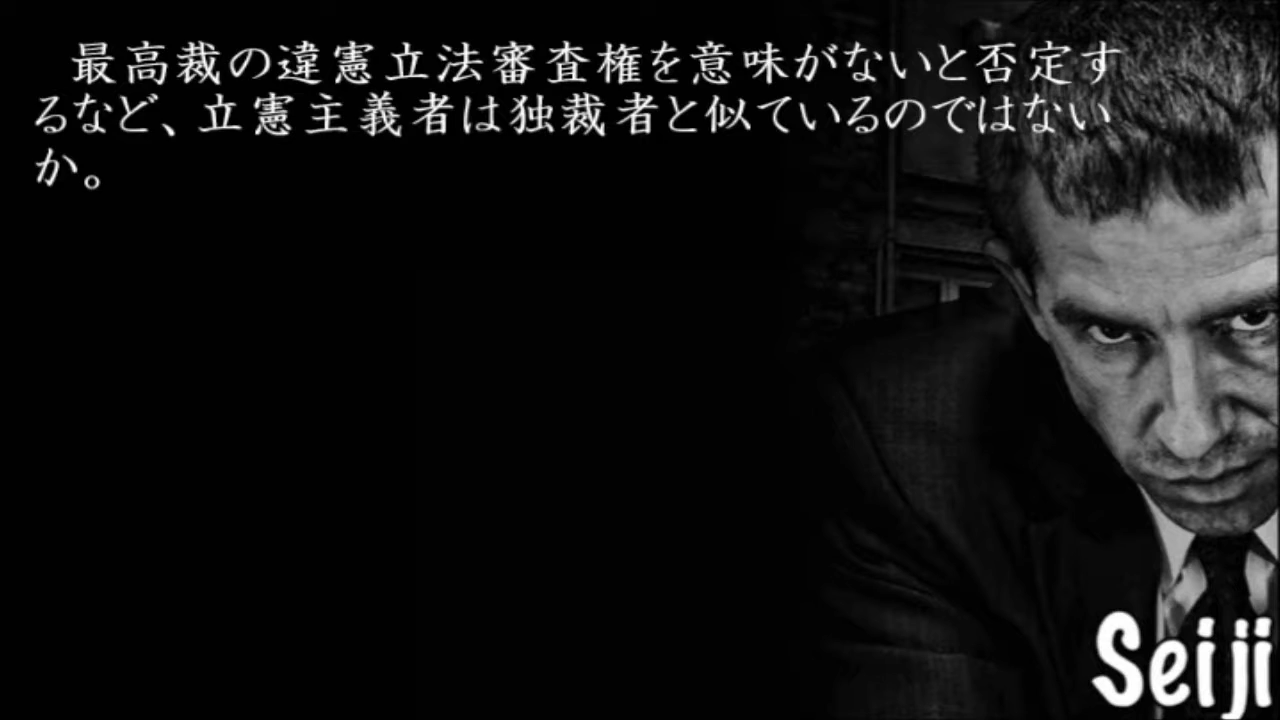 最高裁の違憲立法審査権を意味がないと否定す
るなど、立憲主義者は独裁者と似ているのではない
か。
Seiji